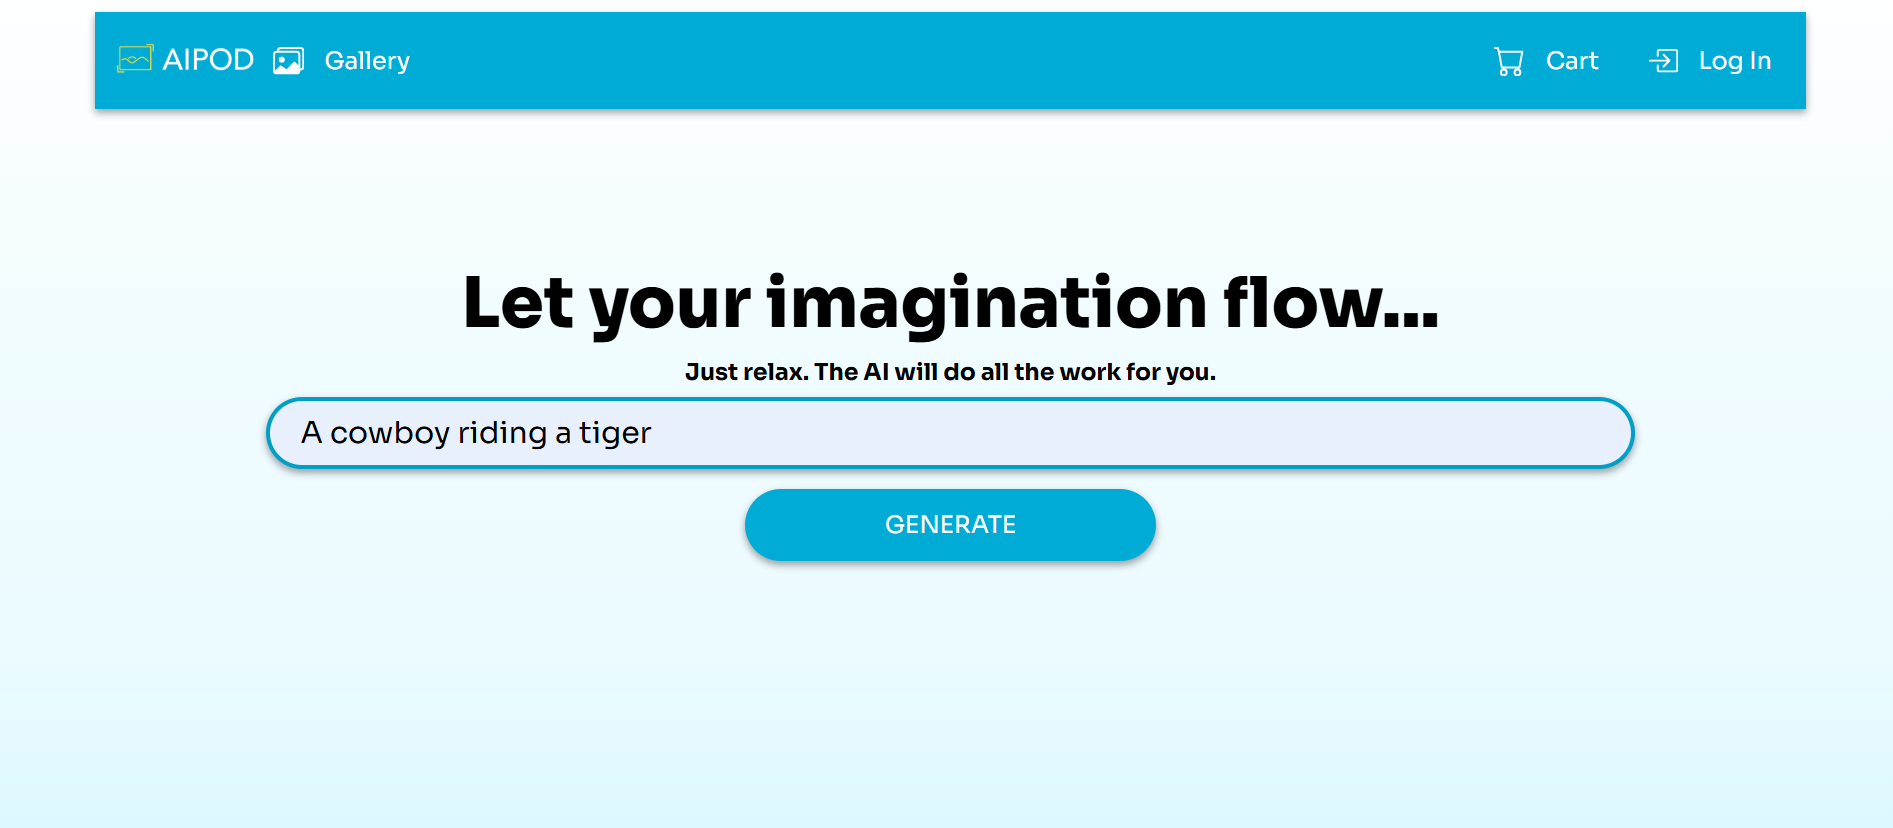 AIPOD Gallery Cart Log In
Let your imagination flow...
Just relax. The AI will do all the work for you.
A cowboy riding a tiger
GENERATE